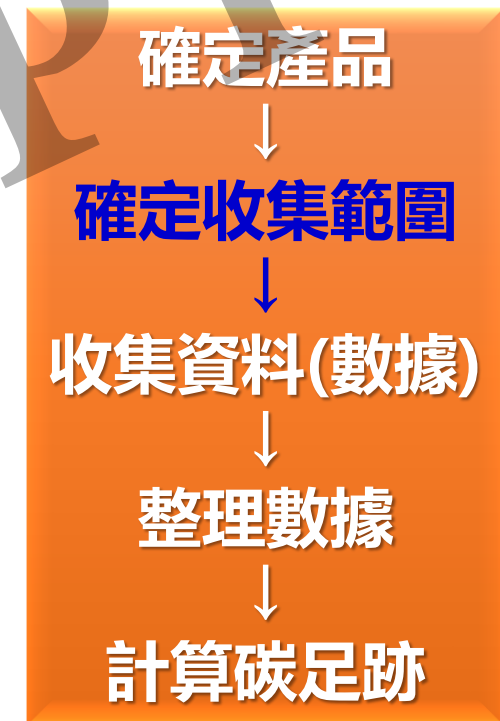 確定產品
↓
確定收集範圍
↓
收集資料(數據)
↓
整理數據
↓
計算碳足跡